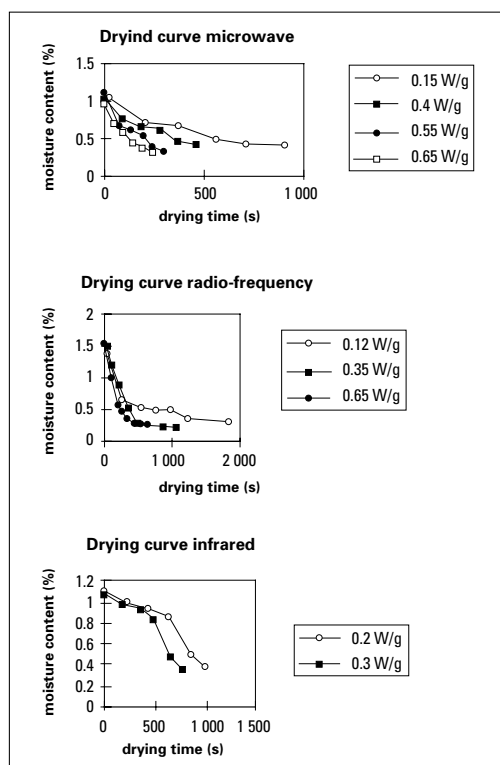 Dryind curve microwave
moisture content (%)
1.5
1
0.5
0
0 500 1 000
drying time (s)
0.15 W/g
0.4 W/g
0.55 W/g
0.65 W/g
Drying curve radio-frequency
moisture content (%)
2
1.5
1
0.5
0
0 1 000 2 000
drying time (s)
0.12 W/g
0.35 W/g
0.65 W/g
Drying curve infrared
moisture content (%)
1.2
1
0.8
0.6
0.4
0.2
0
0 500 1 000 1 500
drying time (s)
0.2 W/g
0.3 W/g